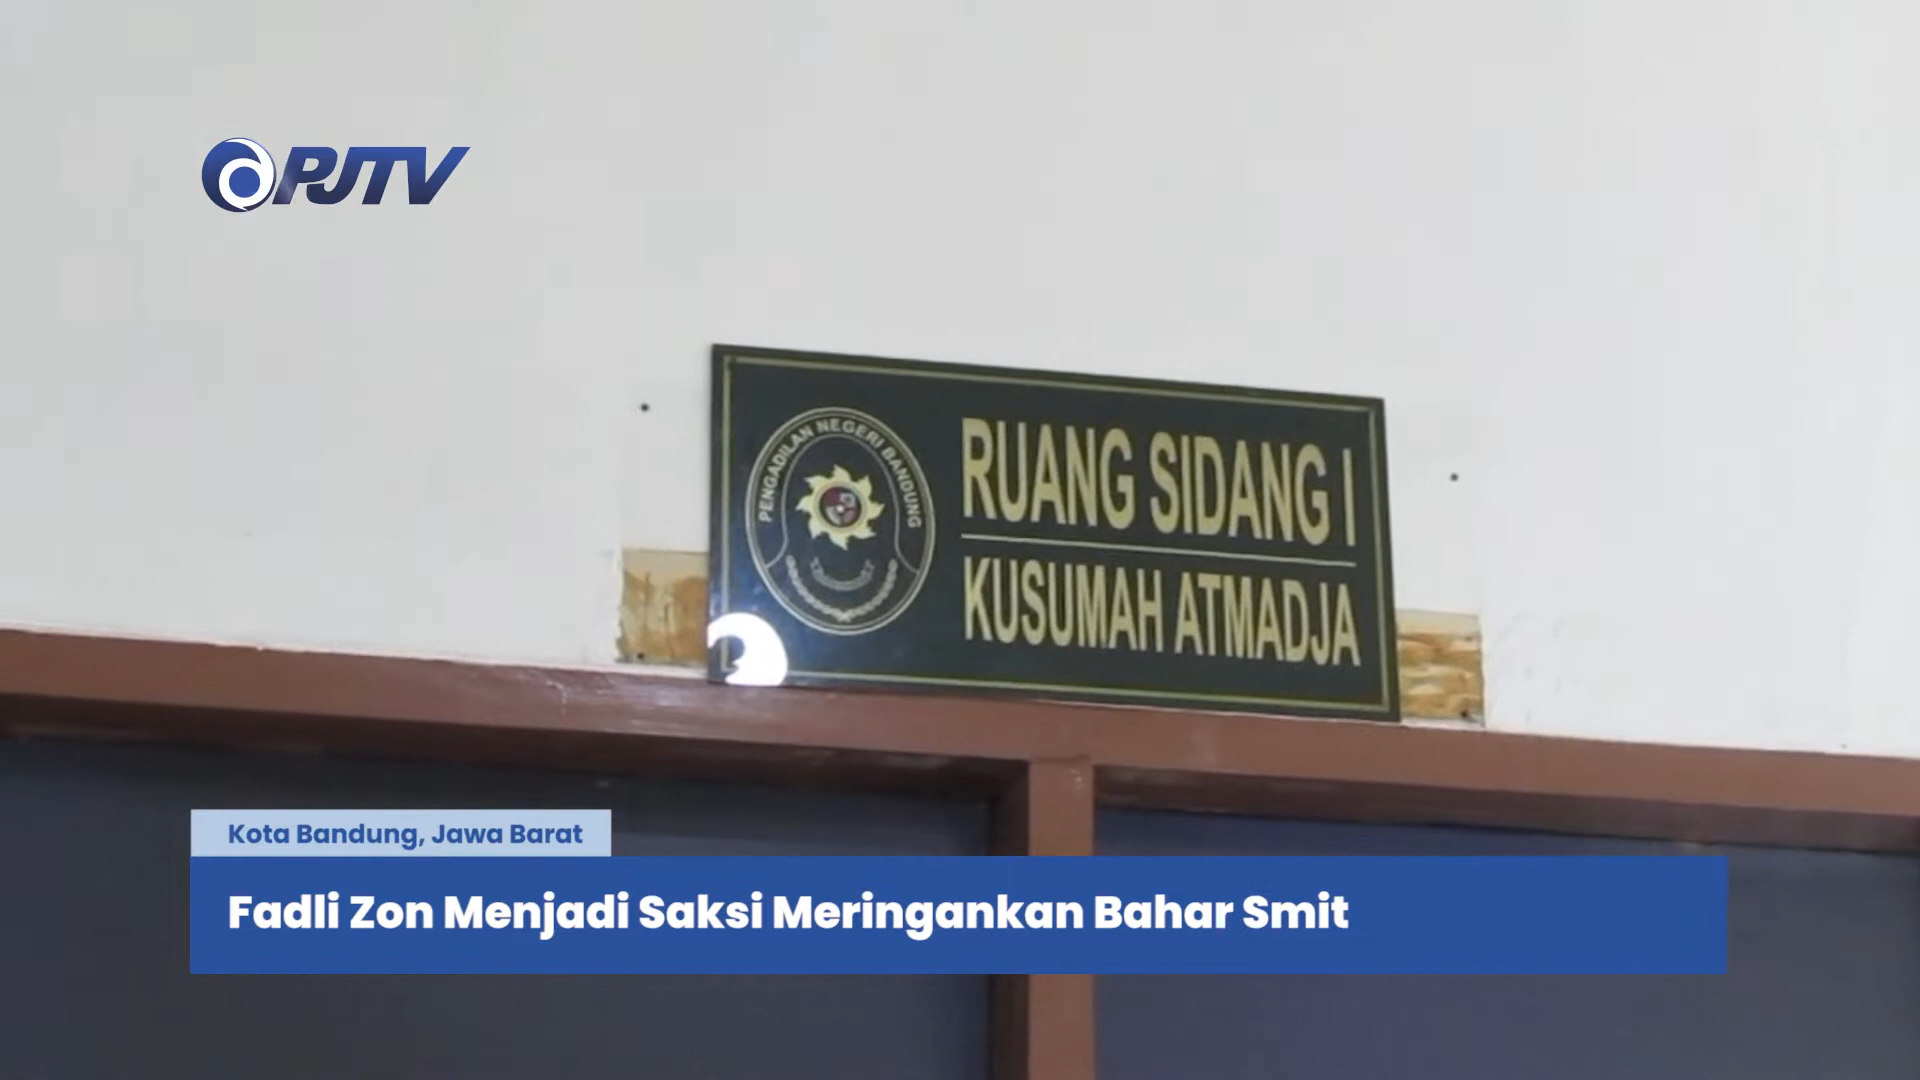 PJTV
PENGADILAN NEGERI BANDUNG
RUANG SIDANG I
KUSUMAH ATMADJA
Kota Bandung, Jawa Barat
Fadli Zon Menjadi Saksi Meringankan Bahar Smit